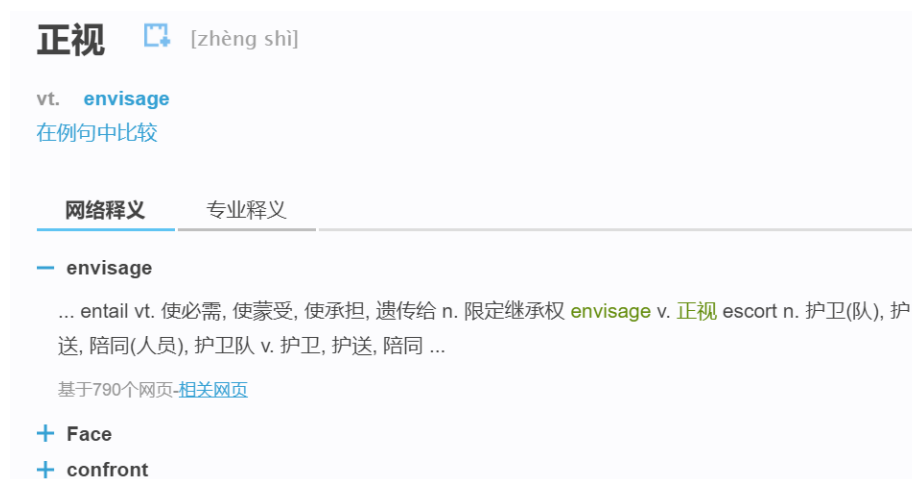 正视 [zhèng shì]
vt. envisage
在例句中比较
网络释义 专业释义
envisage
... entail vt. 使必需, 使蒙受, 使承担, 遗传给 n. 限定继承权 envisage v. 正视 escort n. 护卫(队), 护
送, 陪同(人员), 护卫队 v. 护卫, 护送, 陪同 ...
基于790个网页-相关网页
Face
confront